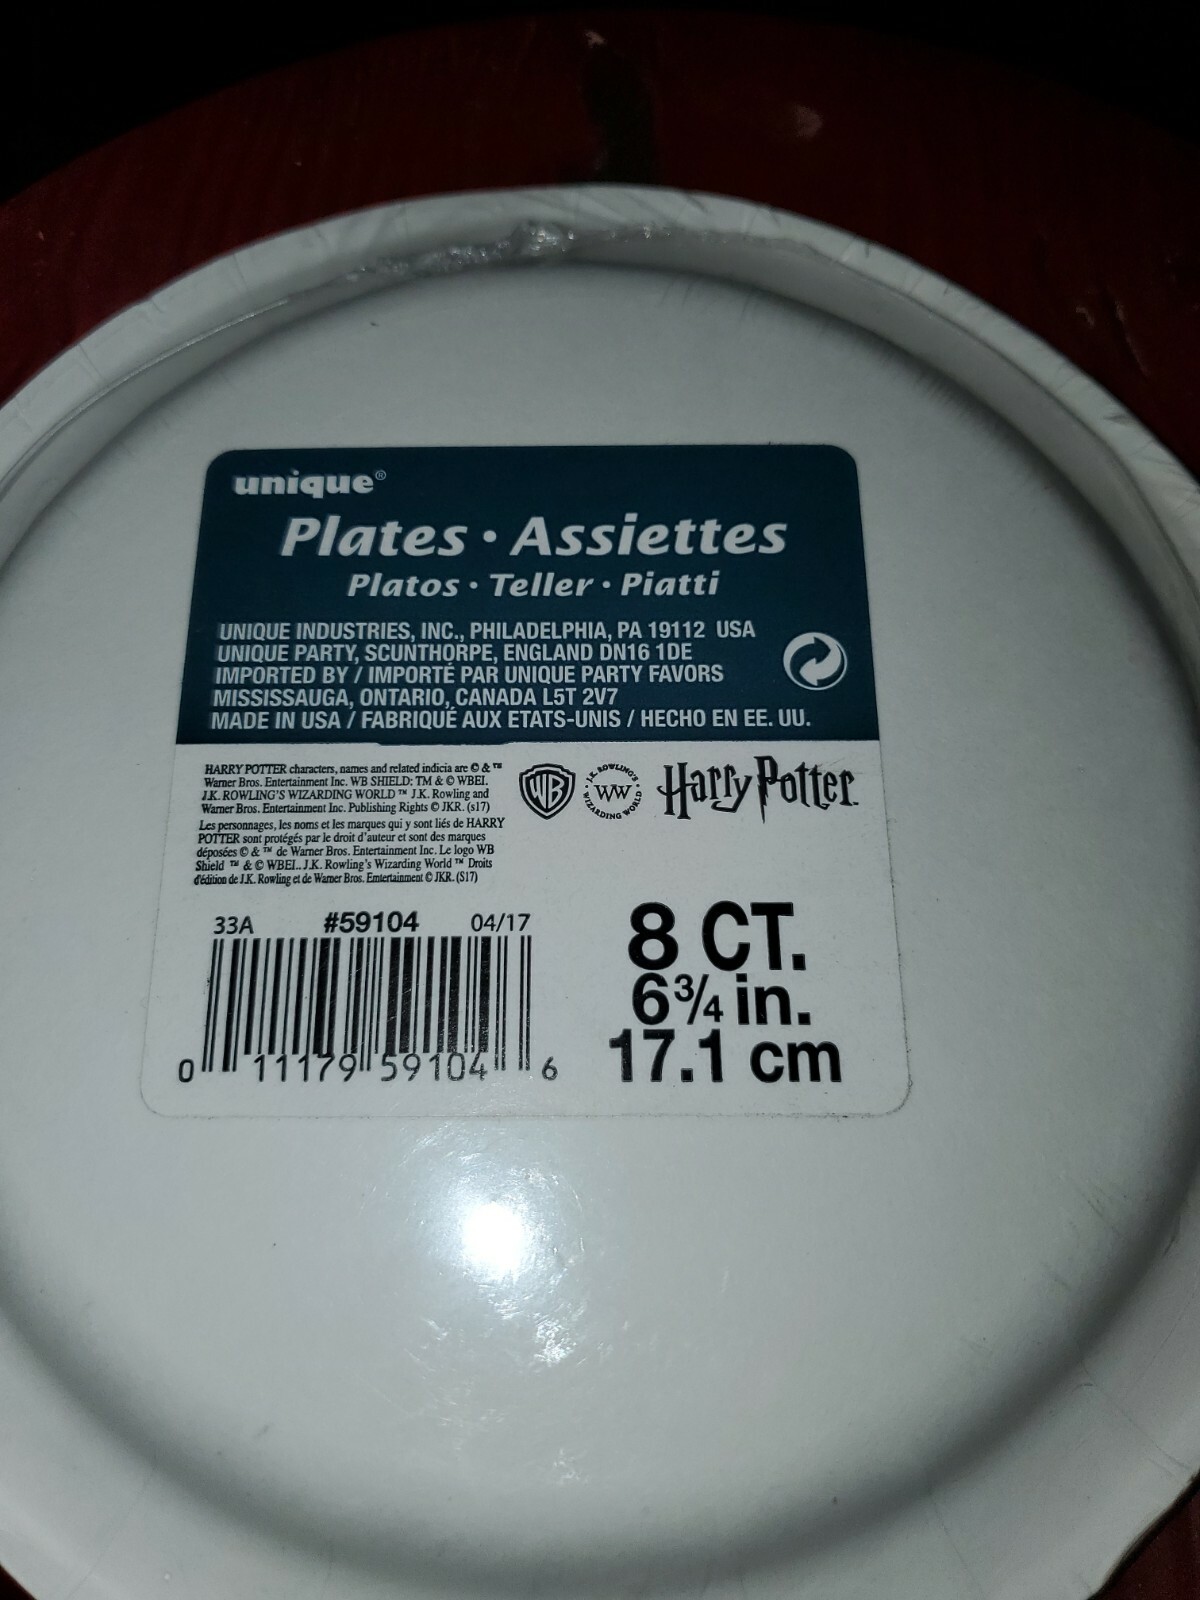 unique®
Plates • Assiettes
Platos • Teller • Piatti
UNIQUE INDUSTRIES, INC., PHILADELPHIA, PA 19112 USA
UNIQUE PARTY, SCUNTHORPE, ENGLAND DN16 1DE
IMPORTED BY / IMPORTÉ PAR UNIQUE PARTY FAVORS
MISSISSAUGA, ONTARIO, CANADA L5T 2V7
MADE IN USA / FABRIQUÉ AUX ETATS-UNIS / HECHO EN EE. UU.
HARRY POTTER characters, names and related indicia are © & ™
Warner Bros. Entertainment Inc. WB SHIELD: TM & © WBEI.
J.K. ROWLING'S WIZARDING WORLD ™ J.K. Rowling and
Warner Bros. Entertainment Inc. Publishing Rights © JKR. (s17)
Les personnages, les noms et les marques qui y sont liés de HARRY
POTTER sont protégés par le droit d'auteur et sont des marques
déposées © & ™ de Warner Bros. Entertainment Inc. Le logo WB
Shield ™ & © WBEI.. J.K. Rowling's Wizarding World ™ Droits
d'édition de J.K. Rowling et de Warner Bros. Emtertainment © JKR. (S17)
WB
J.K. ROWLING'S
WW
WIZARDING WORLD
Harry Potter™
33A #59104 04/17
0 11179 59104 6
8 CT.
6¾ in.
17.1 cm